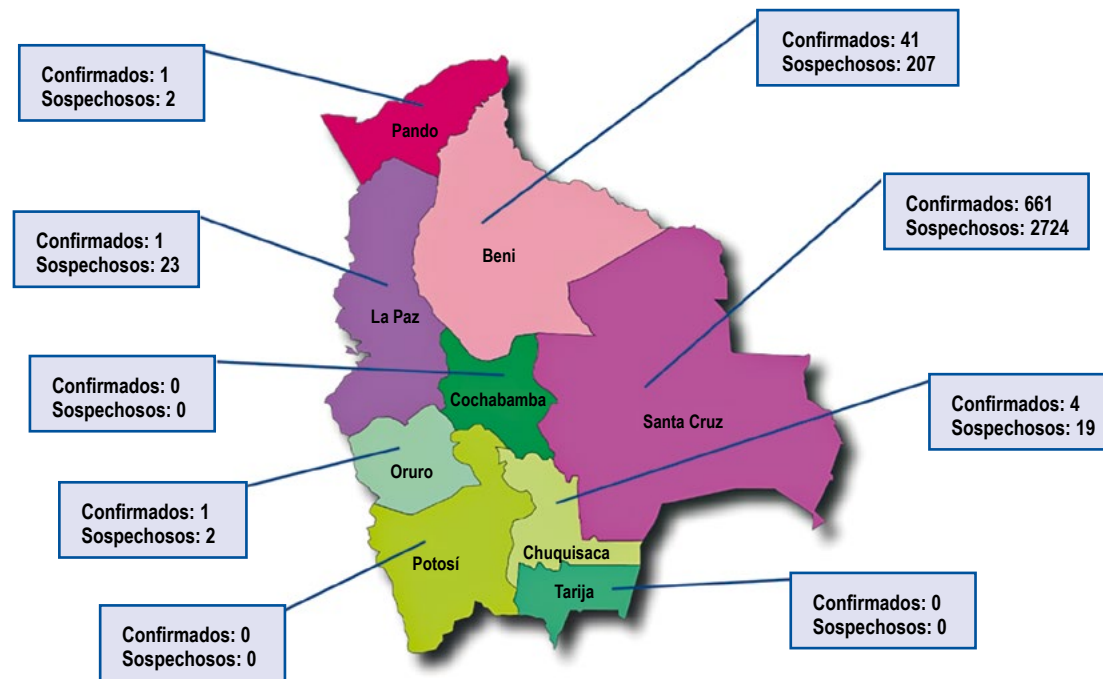 Confirmados: 41
Sospechosos: 207
Confirmados: 1
Sospechosos: 2
Pando
Confirmados: 661
Sospechosos: 2724
Confirmados: 1
Sospechosos: 23
Beni
La Paz
Confirmados: 0
Sospechosos: 0
Cochabamba
Santa Cruz
Confirmados: 4
Sospechosos: 19
Oruro
Confirmados: 1
Sospechosos: 2
Potosí
Chuquisaca
Tarija
Confirmados: 0
Sospechosos: 0
Confirmados: 0
Sospechosos: 0